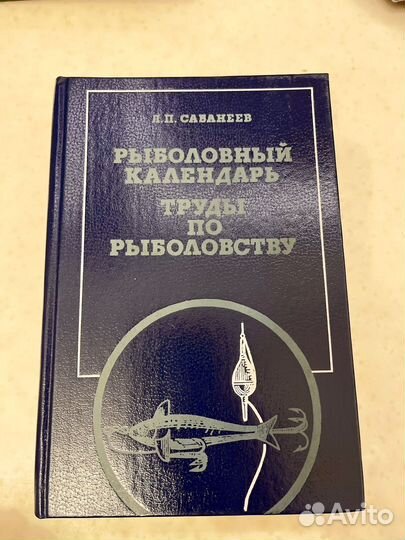 Л.П. САБАНЕЕВ
РЫБОЛОВНЫЙ
КАЛЕНДАРЬ
ТРУДЫ
ПО
РЫБОЛОВСТВУ
Avito